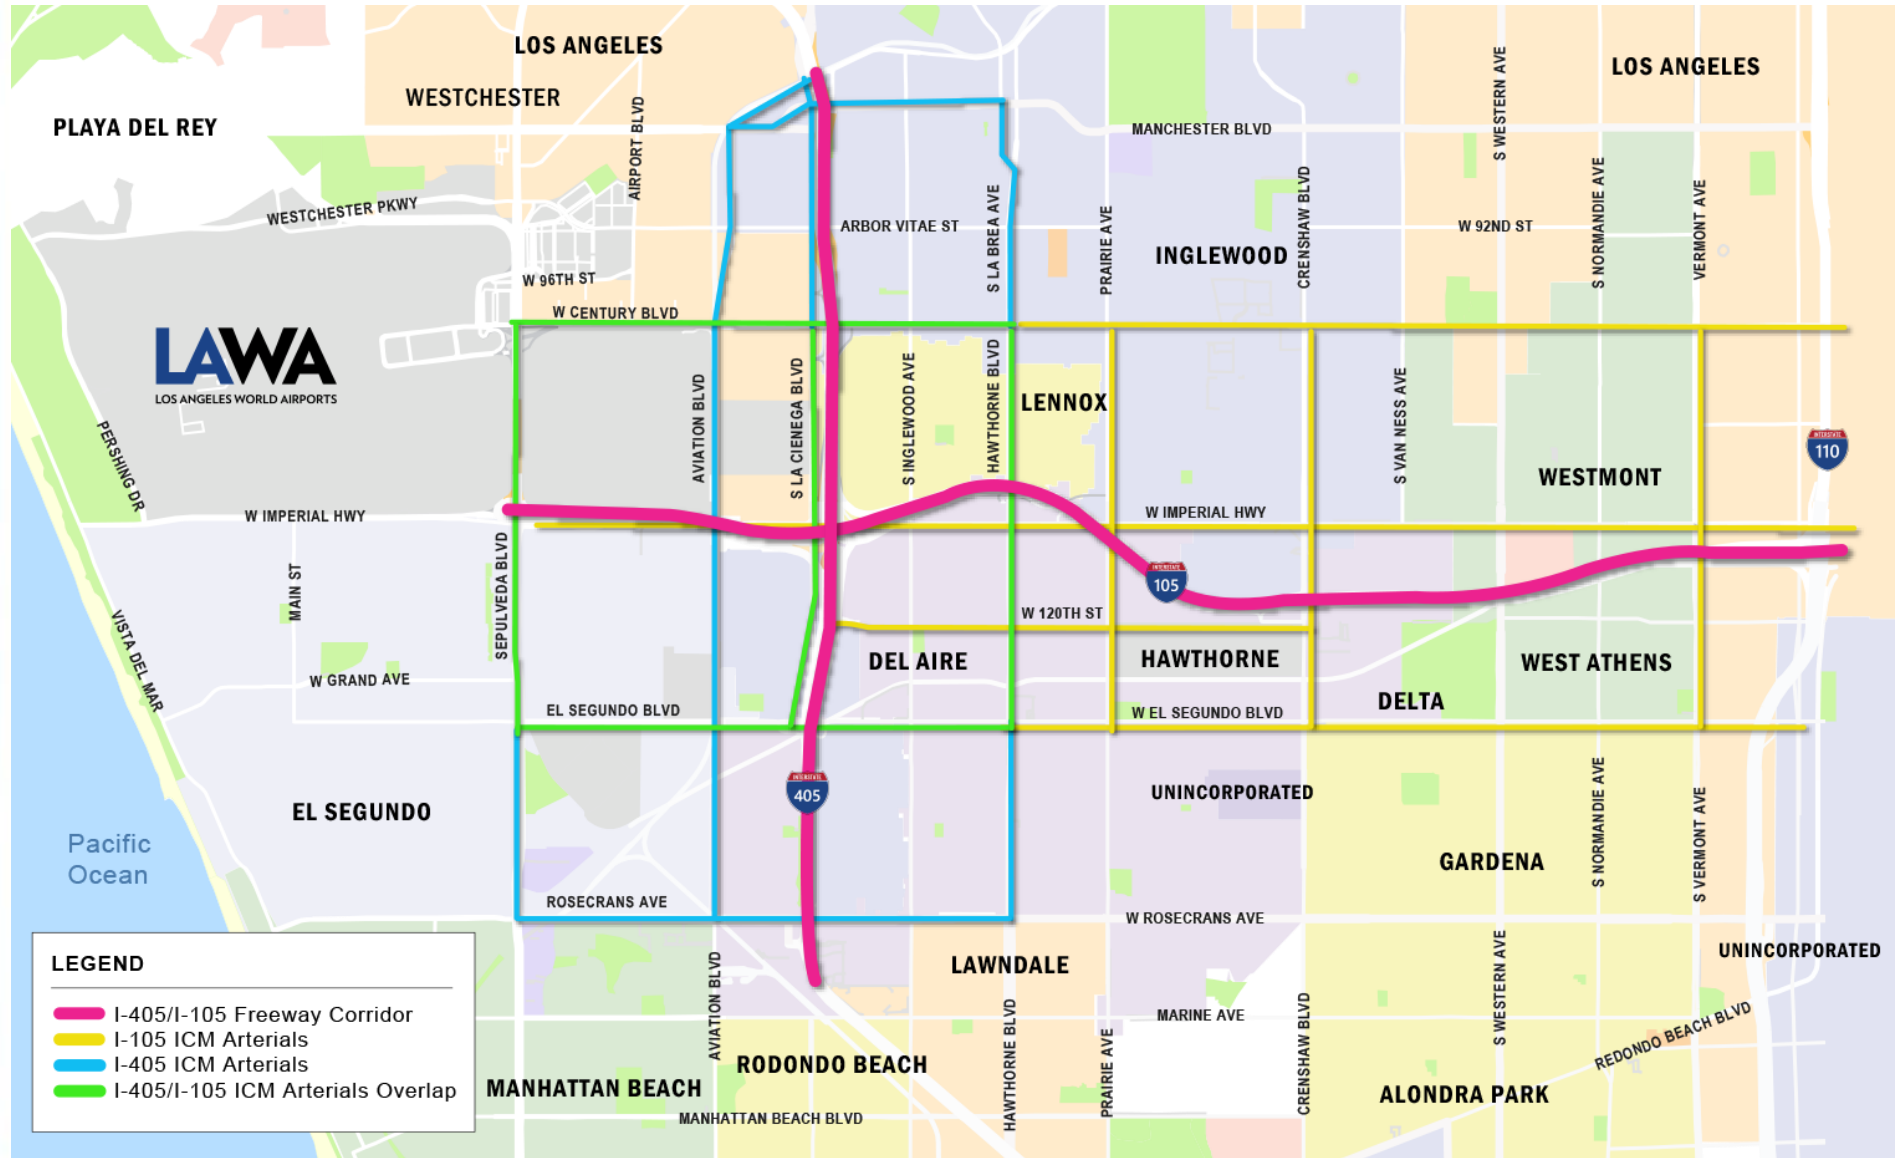 LOS ANGELES
LOS ANGELES
WESTCHESTER
PLAYA DEL REY
MANCHESTER BLVD
AIRPORT BLVD
S WESTERN AVE
S NORMANDIE AVE
VERMONT AVE
CRENSHAW BLVD
PRAIRIE AVE
S LA BREA AVE
WESTCHESTER PKWY
ARBOR VITAE ST
W 92ND ST
INGLEWOOD
W 96TH ST
W CENTURY BLVD
LAWA
LOS ANGELES WORLD AIRPORTS
AVIATION BLVD
S LA CIENEGA BLVD
S INGLEWOOD AVE
HAWTHORNE BLVD
LENNOX
S VAN NESS AVE
INTERSTATE
110
WESTMONT
PERSHING DR
W IMPERIAL HWY
W IMPERIAL HWY
SEPULVEDA BLVD
MAIN ST
INTERSTATE
105
W 120TH ST
VISTA DEL MAR
DEL AIRE
HAWTHORNE
WEST ATHENS
W GRAND AVE
DELTA
EL SEGUNDO BLVD
W EL SEGUNDO BLVD
INTERSTATE
405
UNINCORPORATED
EL SEGUNDO
Pacific
Ocean
S NORMANDIE AVE
S VERMONT AVE
GARDENA
ROSECRANS AVE
W ROSECRANS AVE
UNINCORPORATED
LAWNDALE
AVIATION BLVD
HAWTHORNE BLVD
PRAIRIE AVE
CRENSHAW BLVD
S WESTERN AVE
MARINE AVE
REDONDO BEACH BLVD
RODONDO BEACH
MANHATTAN BEACH
ALONDRA PARK
MANHATTAN BEACH BLVD
LEGEND
I-405/I-105 Freeway Corridor
I-105 ICM Arterials
I-405 ICM Arterials
I-405/I-105 ICM Arterials Overlap